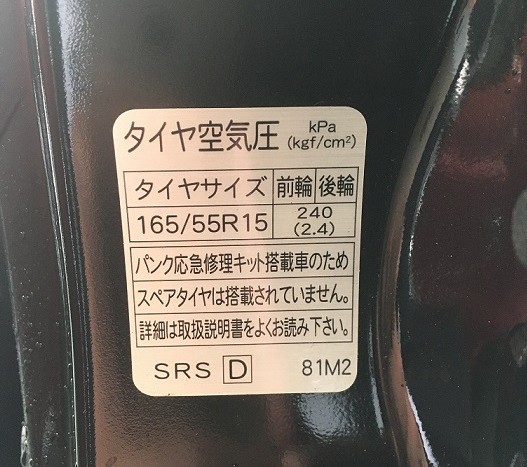 タイヤ空気圧 kPa (kgf/cm²)
タイヤサイズ 前輪 後輪
165/55R15 240 (2.4)
パンク応急修理キット搭載車のため
スペアタイヤは搭載されていません。
詳細は取扱説明書をよくお読み下さい。
SRS D 81M2